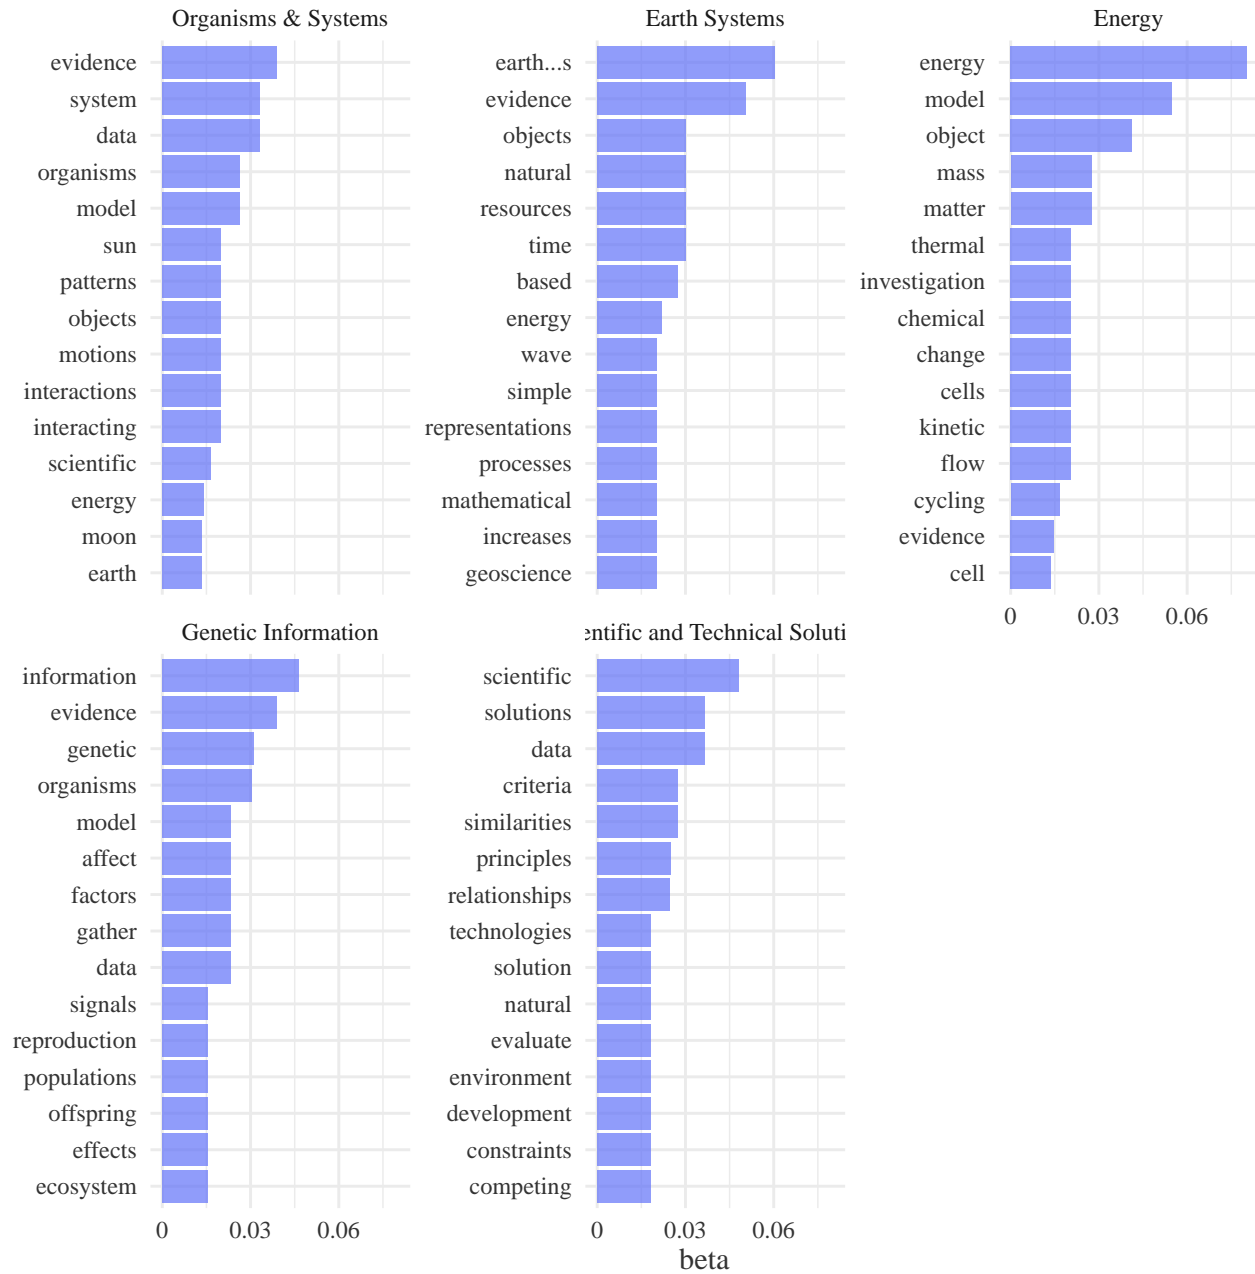 Organisms & Systems
evidence
system
data
organisms
model
sun
patterns
objects
motions
interactions
interacting
scientific
energy
moon
earth
Earth Systems
earth...s
evidence
objects
natural
resources
time
based
energy
wave
simple
representations
processes
mathematical
increases
geoscience
Energy
energy
model
object
mass
matter
thermal
investigation
chemical
change
cells
kinetic
flow
cycling
evidence
cell
0 0.03 0.06
Genetic Information
information
evidence
genetic
organisms
model
affect
factors
gather
data
signals
reproduction
populations
offspring
effects
ecosystem
0 0.03 0.06
entific and Technical Soluti
scientific
solutions
data
criteria
similarities
principles
relationships
technologies
solution
natural
evaluate
environment
development
constraints
competing
0 0.03 0.06
beta